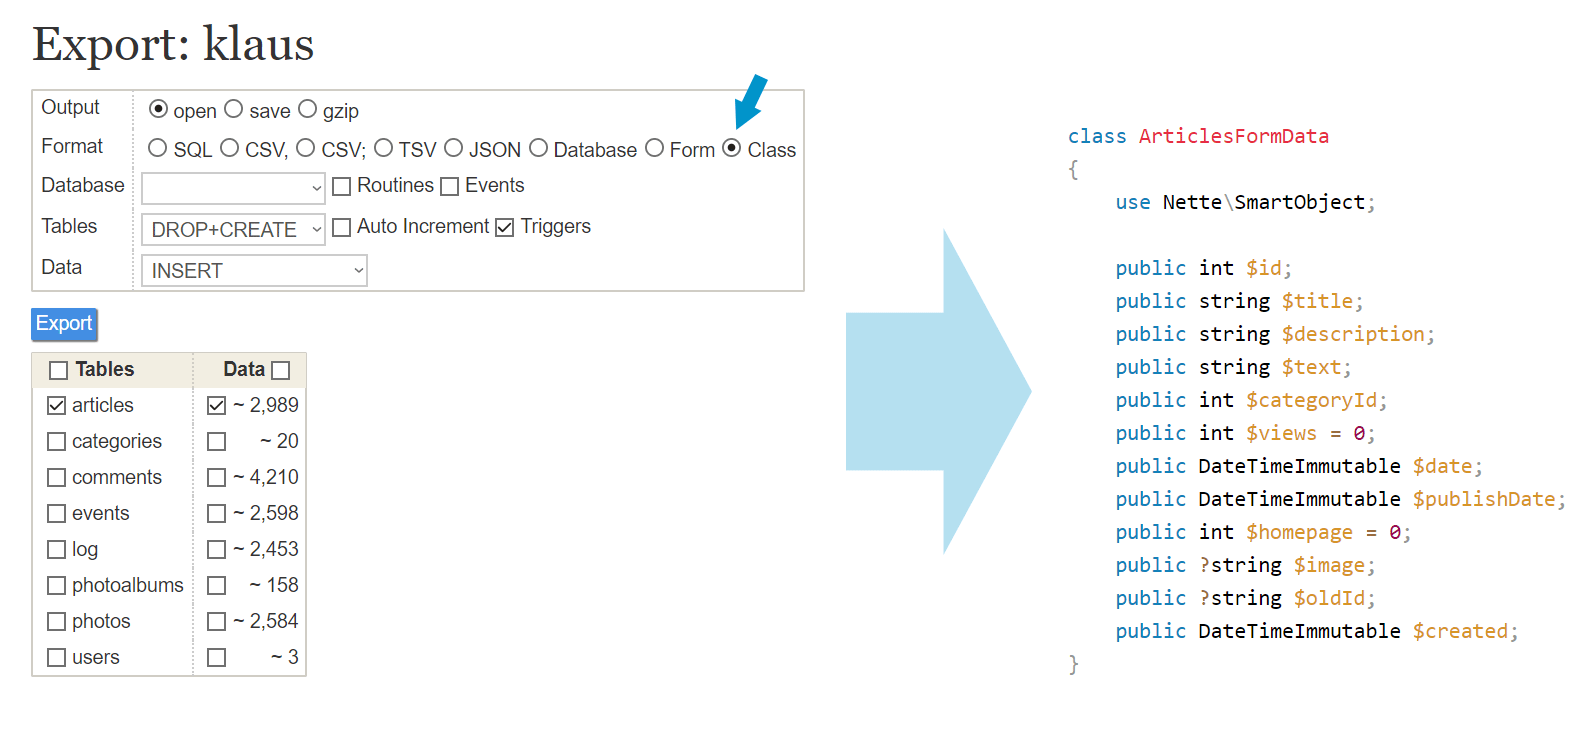 Export: klaus
Output open save gzip
Format SQL CSV, CSV; TSV JSON Database Form Class
Database Routines Events
Tables DROP+CREATE Auto Increment Triggers
Data INSERT
Export
Tables Data
articles ~ 2,989
categories ~ 20
comments ~ 4,210
events ~ 2,598
log ~ 2,453
photoalbums ~ 158
photos ~ 2,584
users ~ 3
class ArticlesFormData
{
use Nette\SmartObject;
public int $id;
public string $title;
public string $description;
public string $text;
public int $categoryId;
public int $views = 0;
public DateTimeImmutable $date;
public DateTimeImmutable $publishDate;
public int $homepage = 0;
public ?string $image;
public ?string $oldId;
public DateTimeImmutable $created;
}